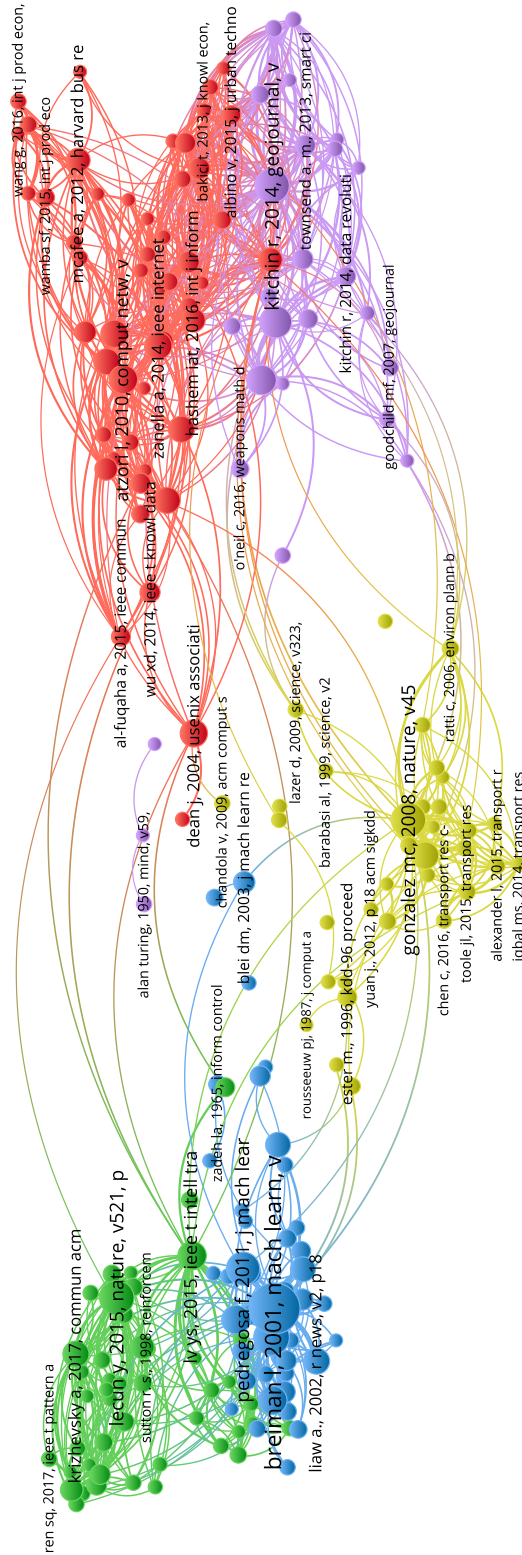 wang g, 2016, int j prod econ,
wamba sf, 2015, int j prod eco
mcafee a, 2012, harvard bus re
bakici t, 2013, j knowl econ,
albino v, 2015, j urban techno
kitchin r, 2014, geojournal, v
townsend a. m., 2013, smart ci
kitchin r, 2014, data revoluti
goodchild mf, 2007, geojournal
atzori l, 2010, comput netw, v
zanella a, 2014, ieee internet
hashem iat, 2016, int j inform
o'neil c, 2016, weapons math d
al-fuqaha a, 2015, ieee commun
wu xd, 2014, ieee t knowl data
dean j, 2004, usenix associati
chandola v, 2009, acm comput s
lazer d, 2009, science, v323,
barabasi al, 1999, science, v2
ratti c, 2006, environ plann b
gonzalez mc, 2008, nature, v45
alan turing, 1950, mind, v59,
blei dm, 2003, j mach learn re
yuan j., 2012, p 18 acm sigkdd
chen c, 2016, transport res c-
toole jl, 2015, transport res
alexander l, 2015, transport r
iqbal ms, 2014, transport res
rousseeuw pj, 1987, j comput a
ester m., 1996, kdd-96 proceed
zadeh la, 1965, inform control
lv ys, 2015, ieee t intell tra
pedregosa f, 2011, j mach lear
breiman l, 2001, mach learn, v
liaw a., 2002, r news, v2, p18
lecun y, 2015, nature, v521, p
sutton r. s., 1998, reinforcem
krizhevsky a, 2017, commun acm
ren sq, 2017, ieee t pattern a